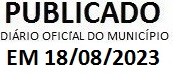 PUBLICADO
DIÁRIO OFICIAL DO MUNICÍPIO
EM 18/08/2023